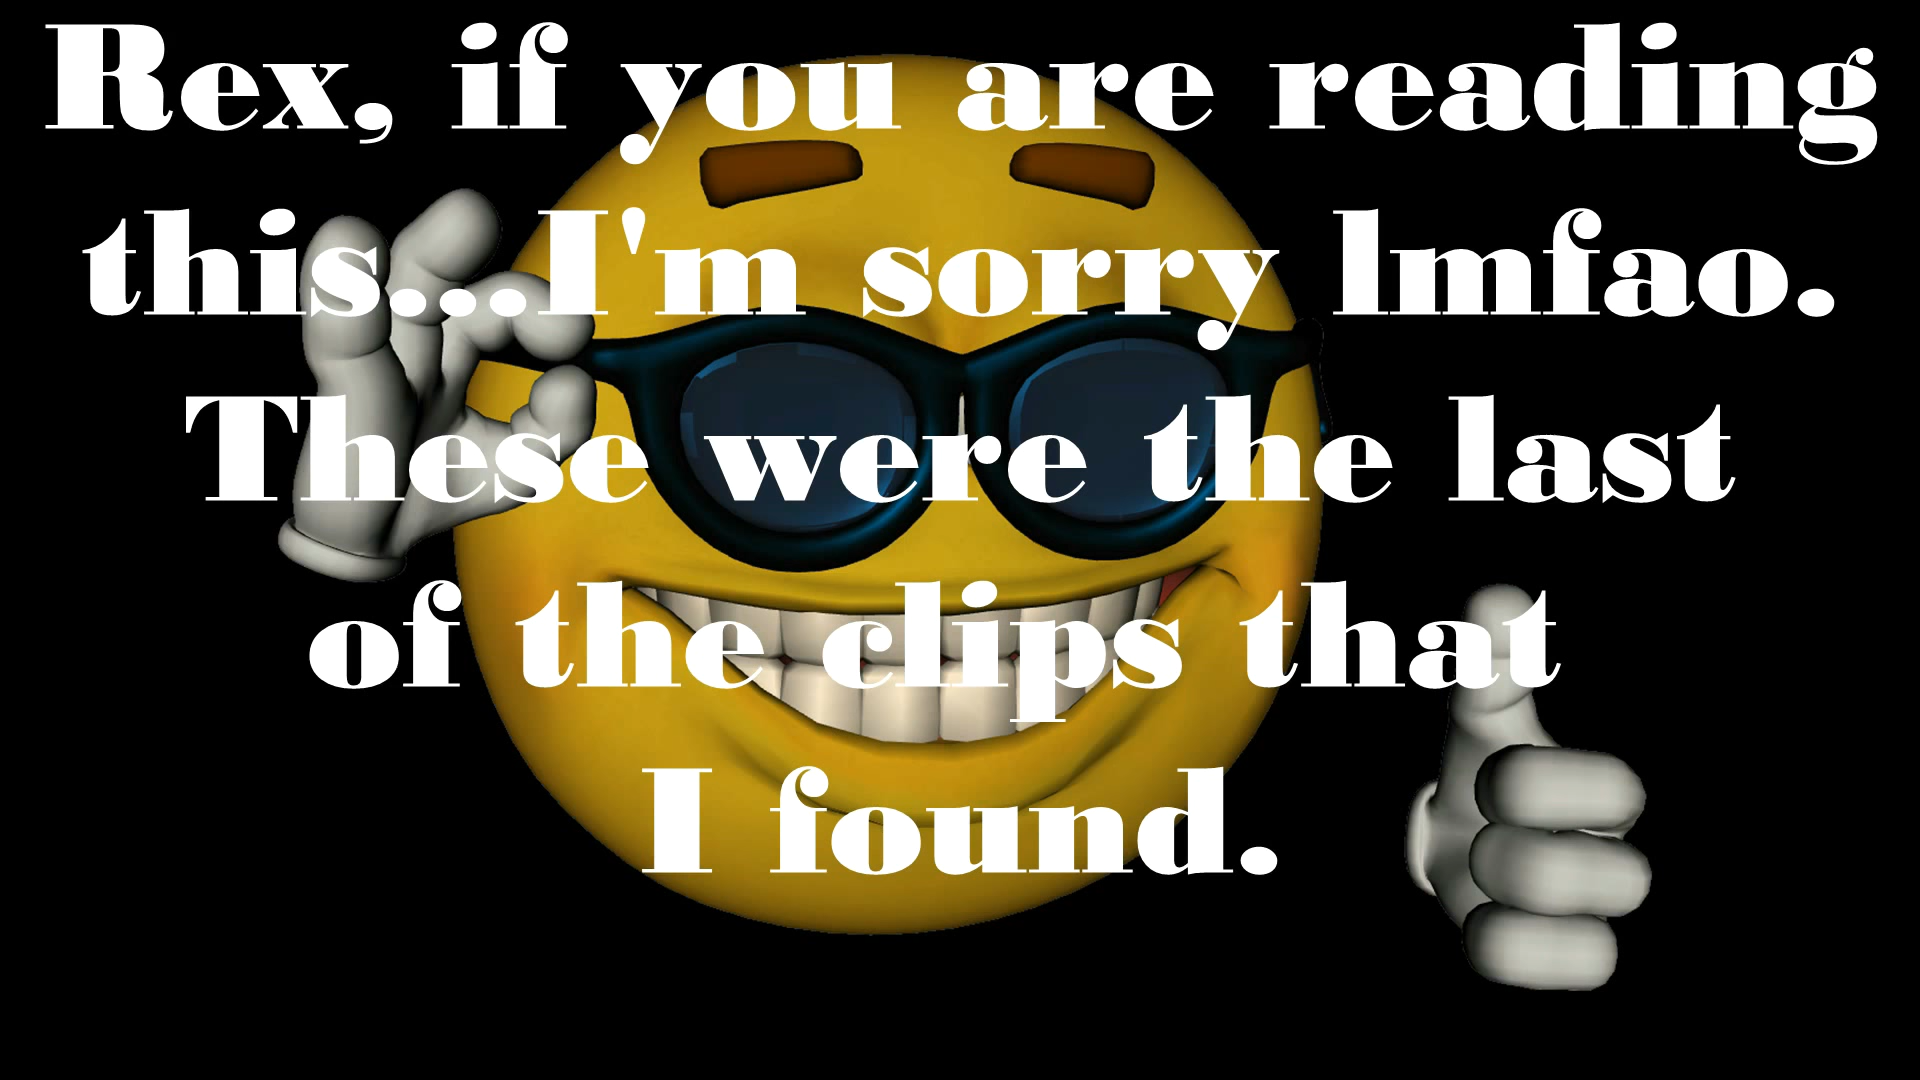 Rex, if you are reading
this...I'm sorry lmfao.
These were the last
of the clips that
I found.